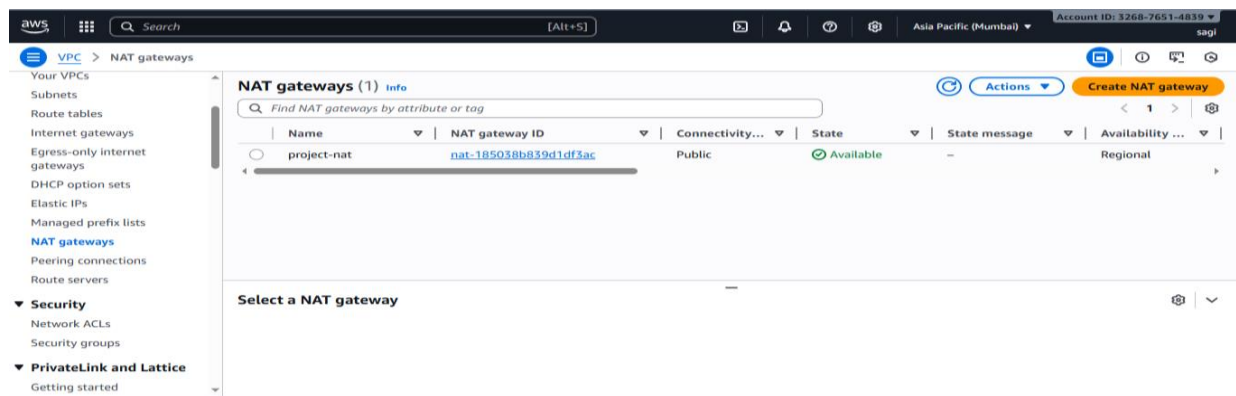 aws Search [Alt+S] Asia Pacific (Mumbai) Account ID: 3268-7651-4839
sagi
VPC > NAT gateways
Your VPCs
Subnets
Route tables
Internet gateways
Egress-only internet
gateways
DHCP option sets
Elastic IPs
Managed prefix lists
NAT gateways
Peering connections
Route servers
Security
Network ACLs
Security groups
PrivateLink and Lattice
Getting started
NAT gateways (1) Info
Actions
Create NAT gateway
Find NAT gateways by attribute or tag
< 1 >
Name NAT gateway ID Connectivity... State State message Availability ...
project-nat nat-185038b839d1df3ac Public Available – Regional
Select a NAT gateway